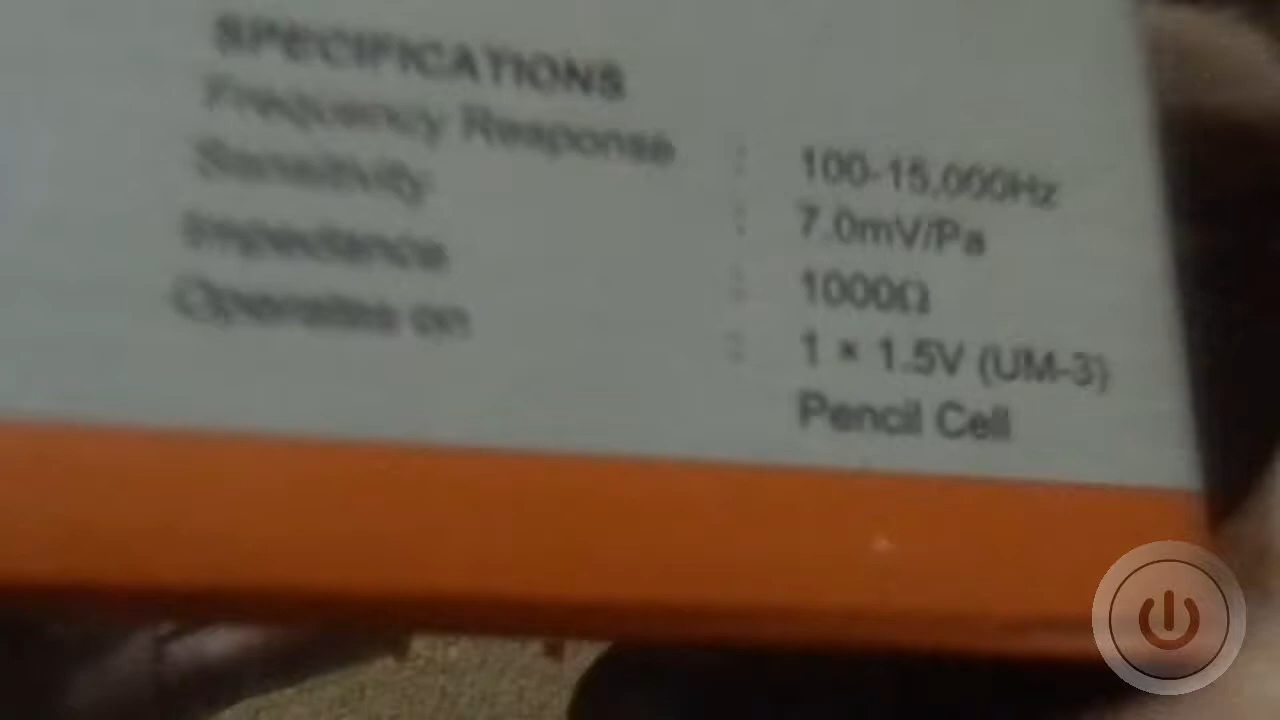 SPECIFICATIONS
Frequency Response : 100-15,000Hz
Sensitivity : 7.0mV/Pa
Impedance : 1000Ω
Operates on : 1 × 1.5V (UM-3)
Pencil Cell